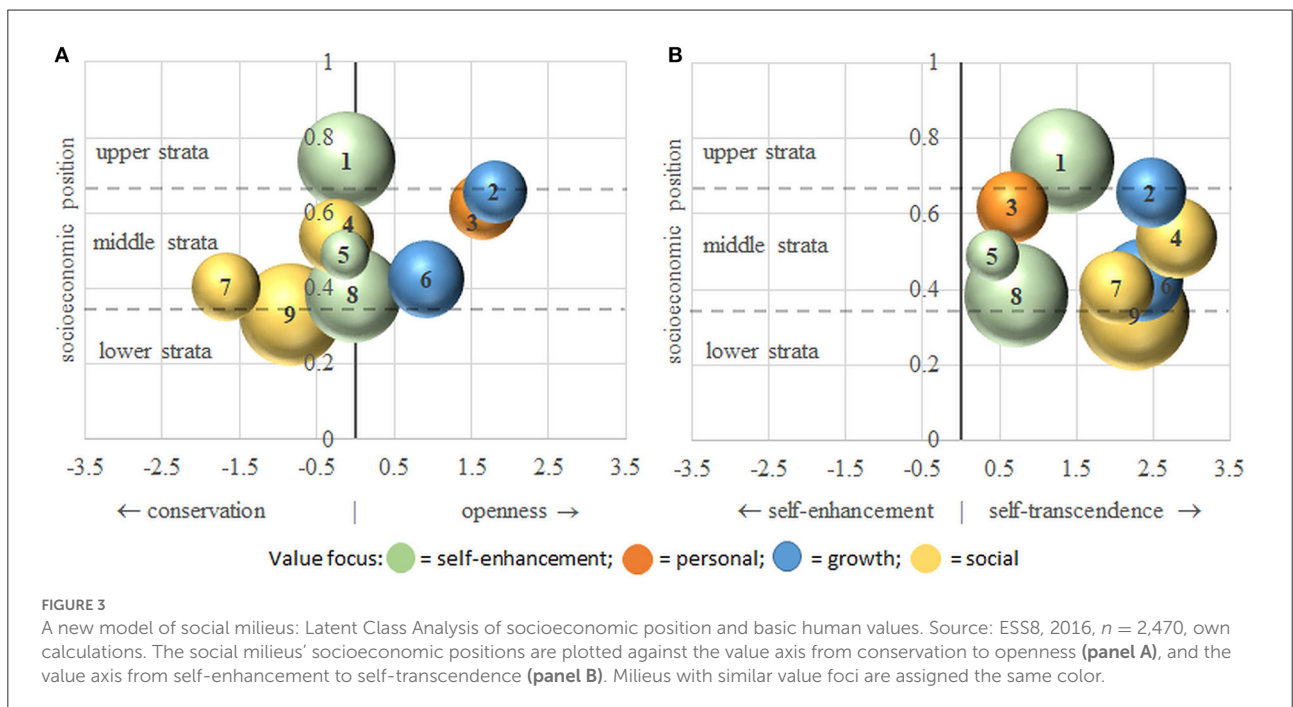 A
B
1
1
0.8
0.8
upper strata
upper strata
1
1
2
2
0.6
0.6
3
3
4
4
middle strata
middle strata
5
5
0.4
0.4
6
6
7
7
8
8
9
9
lower strata
lower strata
0.2
0.2
0
0
socioeconomic position
socioeconomic position
-3.5 -2.5 -1.5 -0.5 0.5 1.5 2.5 3.5
-3.5 -2.5 -1.5 -0.5 0.5 1.5 2.5 3.5
← conservation | openness →
← self-enhancement | self-transcendence →
Value focus: = self-enhancement; = personal; = growth; = social
FIGURE 3
A new model of social milieus: Latent Class Analysis of socioeconomic position and basic human values. Source: ESS8, 2016, n = 2,470, own
calculations. The social milieus’ socioeconomic positions are plotted against the value axis from conservation to openness (panel A), and the
value axis from self-enhancement to self-transcendence (panel B). Milieus with similar value foci are assigned the same color.